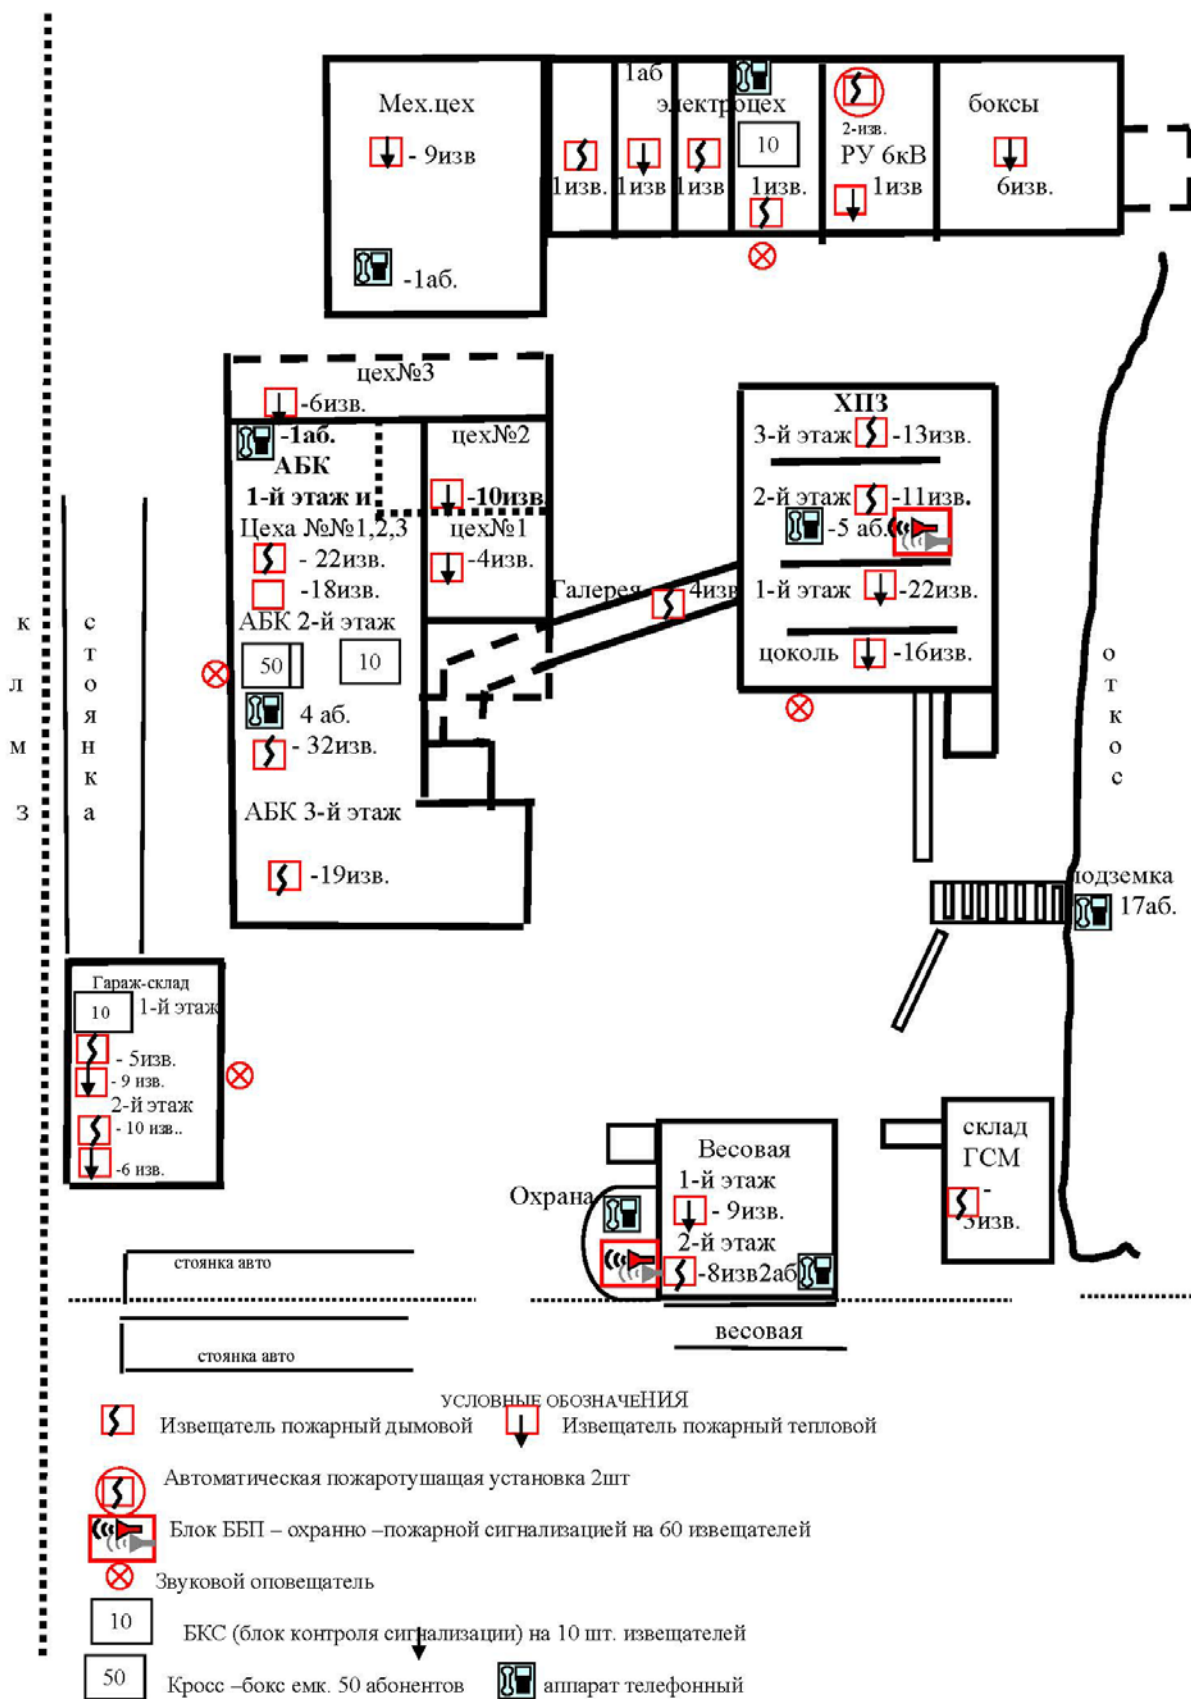 1аб
Мех.цех
электроцех
боксы
2-изв.
10
РУ 6кВ
- 9изв
1изв.
1изв
1изв
1изв.
1изв
6изв.
-1аб.
цех№3
-6изв.
-1аб.
цех№2
АБК
1-й этаж и
-10изв.
Цеха №№1,2,3
цех№1
- 22изв.
-4изв.
-18изв.
АБК 2-й этаж
50
10
4 аб.
- 32изв.
АБК 3-й этаж
-19изв.
ХПЗ
3-й этаж
-13изв.
2-й этаж
-11изв.
-5 аб.
1-й этаж
-22изв.
цоколь
-16изв.
Галерея
4изв
клмз
стоянка
откос
подземка
17аб.
Гараж-склад
10
1-й этаж
- 5изв.
- 9 изв.
2-й этаж
- 10 изв..
-6 изв.
Весовая
1-й этаж
Охрана
- 9изв.
2-й этаж
-8изв2аб
весовая
склад
ГСМ
-
3изв.
стоянка авто
стоянка авто
УСЛОВНЫЕ ОБОЗНАЧЕНИЯ
Извещатель пожарный дымовой
Извещатель пожарный тепловой
Автоматическая пожаротушащая установка 2шт
Блок ББП – охранно –пожарной сигнализацией на 60 извещателей
Звуковой оповещатель
10
БКС (блок контроля сигнализации) на 10 шт. извещателей
50
Кросс –бокс емк. 50 абонентов
аппарат телефонный